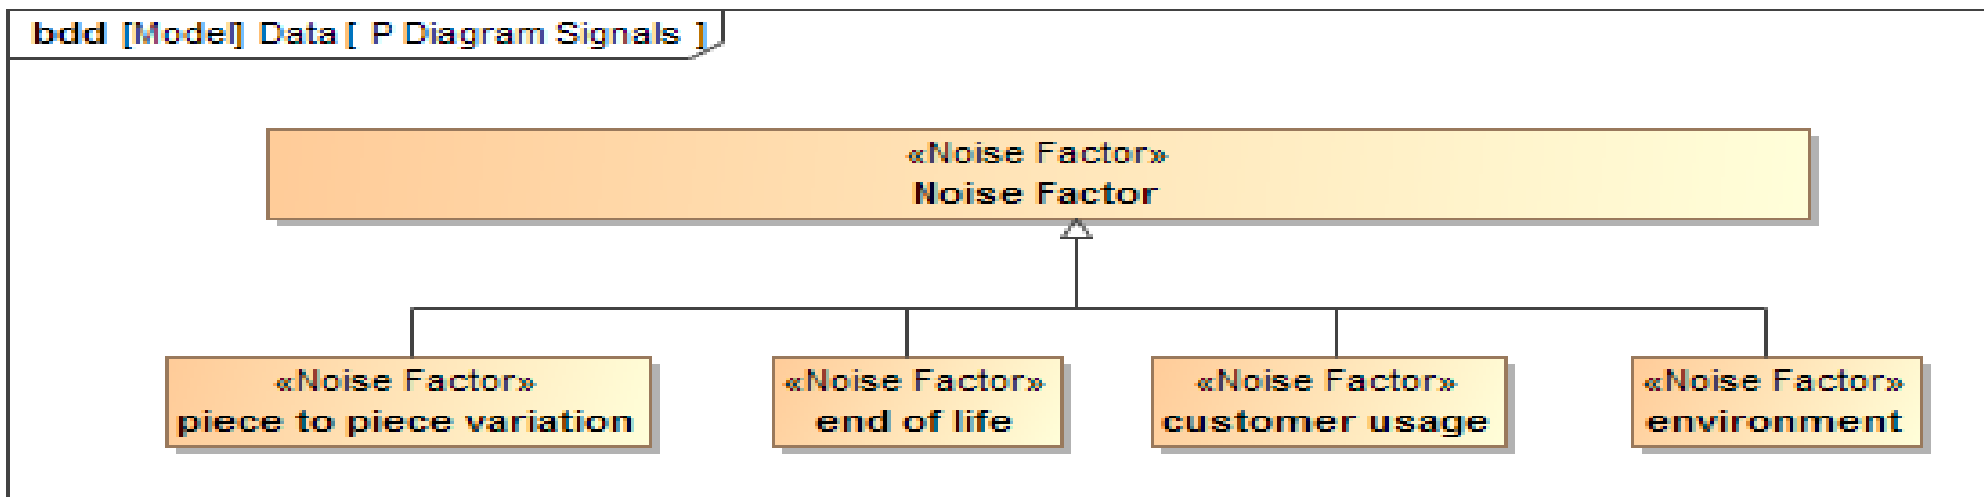 bdd [Model] Data [ P Diagram Signals ]
«Noise Factor»
Noise Factor
«Noise Factor»
piece to piece variation
«Noise Factor»
end of life
«Noise Factor»
customer usage
«Noise Factor»
environment